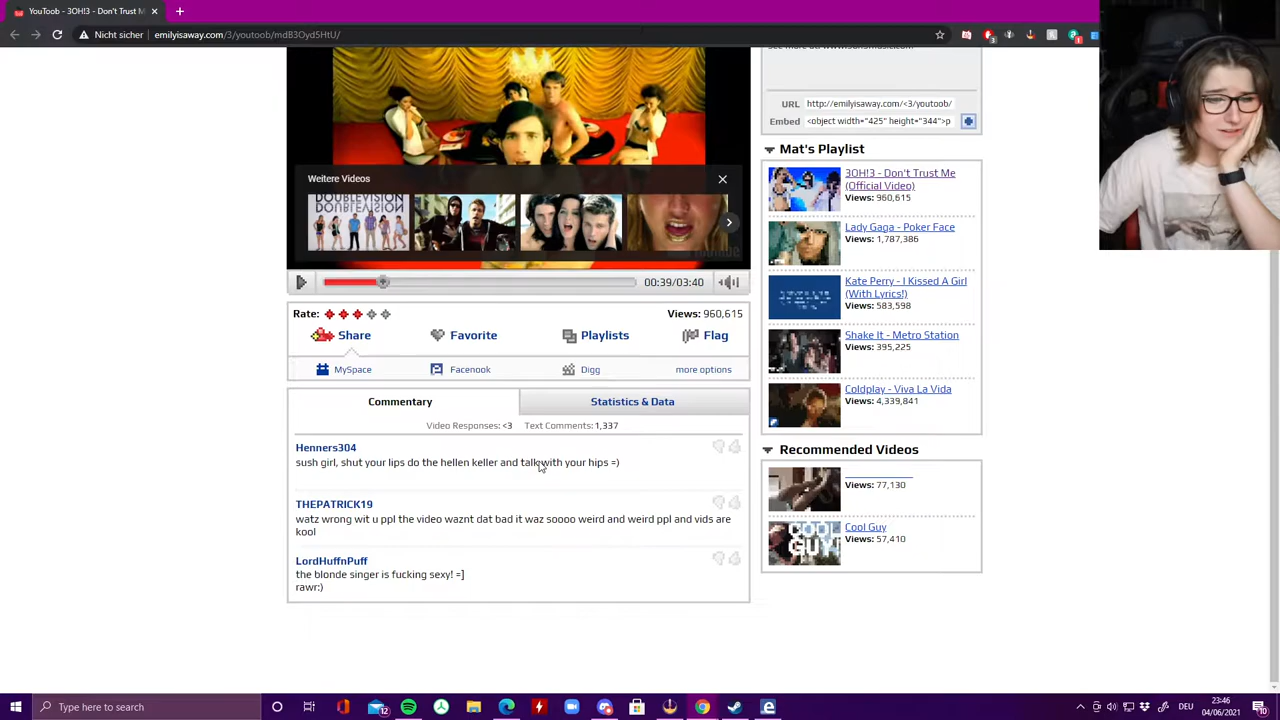 YouToob - 3OH!3 - Don't Trust M
Nicht sicher
emilyisaway.com/3/youtoob/mdB3Oyd5HtU/
Weitere Videos
DOUBLEVISION
URL
http://emilyisaway.com/<3/youtoob/
Embed
<object width="425" height="344">p
Mat's Playlist
3OH!3 - Don't Trust Me
(Official Video)
Views: 960,615
Lady Gaga - Poker Face
Views: 1,787,386
Kate Perry - I Kissed A Girl
(With Lyrics!)
Views: 583,598
Shake It - Metro Station
Views: 395,225
Coldplay - Viva La Vida
Views: 4,339,841
00:39/03:40
Rate:
Views: 960,615
Share
Favorite
Playlists
Flag
MySpace
Facenook
Digg
more options
Commentary
Statistics & Data
Video Responses: <3
Text Comments: 1,337
Henners304
sush girl, shut your lips do the hellen keller and talk with your hips =)
THEPATRICK19
watz wrong wit u ppl the video waznt dat bad it waz soooo weird and weird ppl and vids are
kool
LordHuffnPuff
the blonde singer is fucking sexy! =]
rawr:)
Recommended Videos
Views: 77,130
COOL
GUY
Cool Guy
Views: 57,410
Type here to search
12
DEU
23:46
04/06/2021